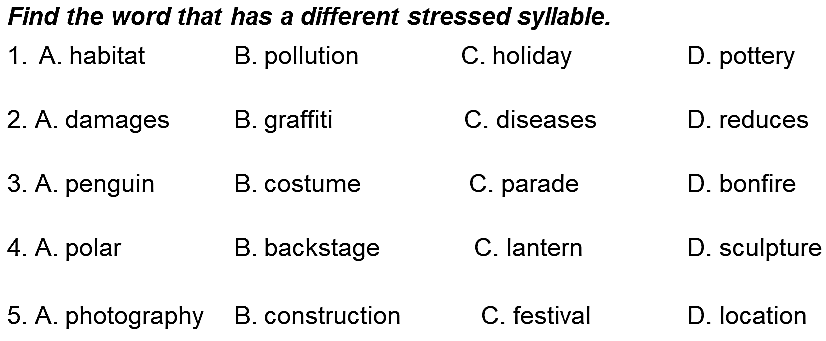 Find the word that has a different stressed syllable.
1. A. habitat B. pollution C. holiday D. pottery
2. A. damages B. graffiti C. diseases D. reduces
3. A. penguin B. costume C. parade D. bonfire
4. A. polar B. backstage C. lantern D. sculpture
5. A. photography B. construction C. festival D. location